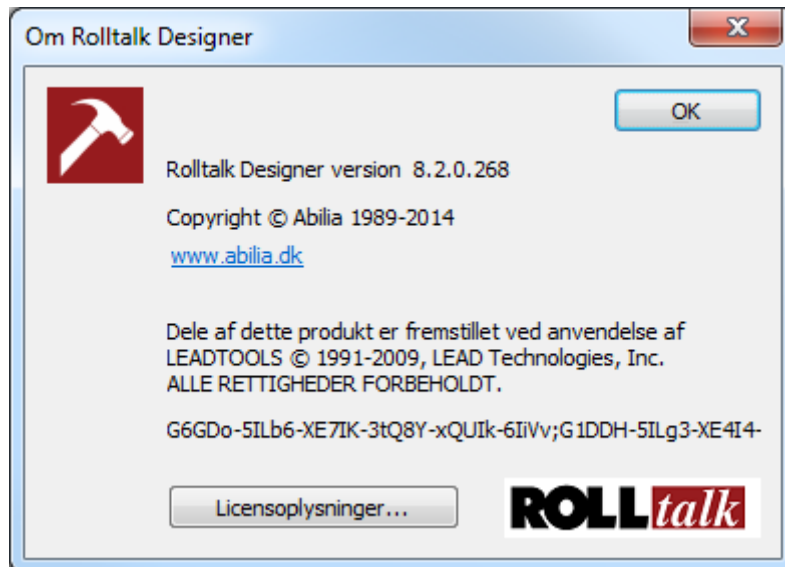 Om Rolltalk Designer
OK
Rolltalk Designer version 8.2.0.268
Copyright © Abilia 1989-2014
www.abilia.dk
Dele af dette produkt er fremstillet ved anvendelse af
LEADTOOLS © 1991-2009, LEAD Technologies, Inc.
ALLE RETTIGHEDER FORBEHOLDT.
G6GDo-5ILb6-XE7IK-3tQ8Y-xQUIk-6IiVv;G1DDH-5ILg3-XE4I4-
Licensoplysninger...
ROLLtalk